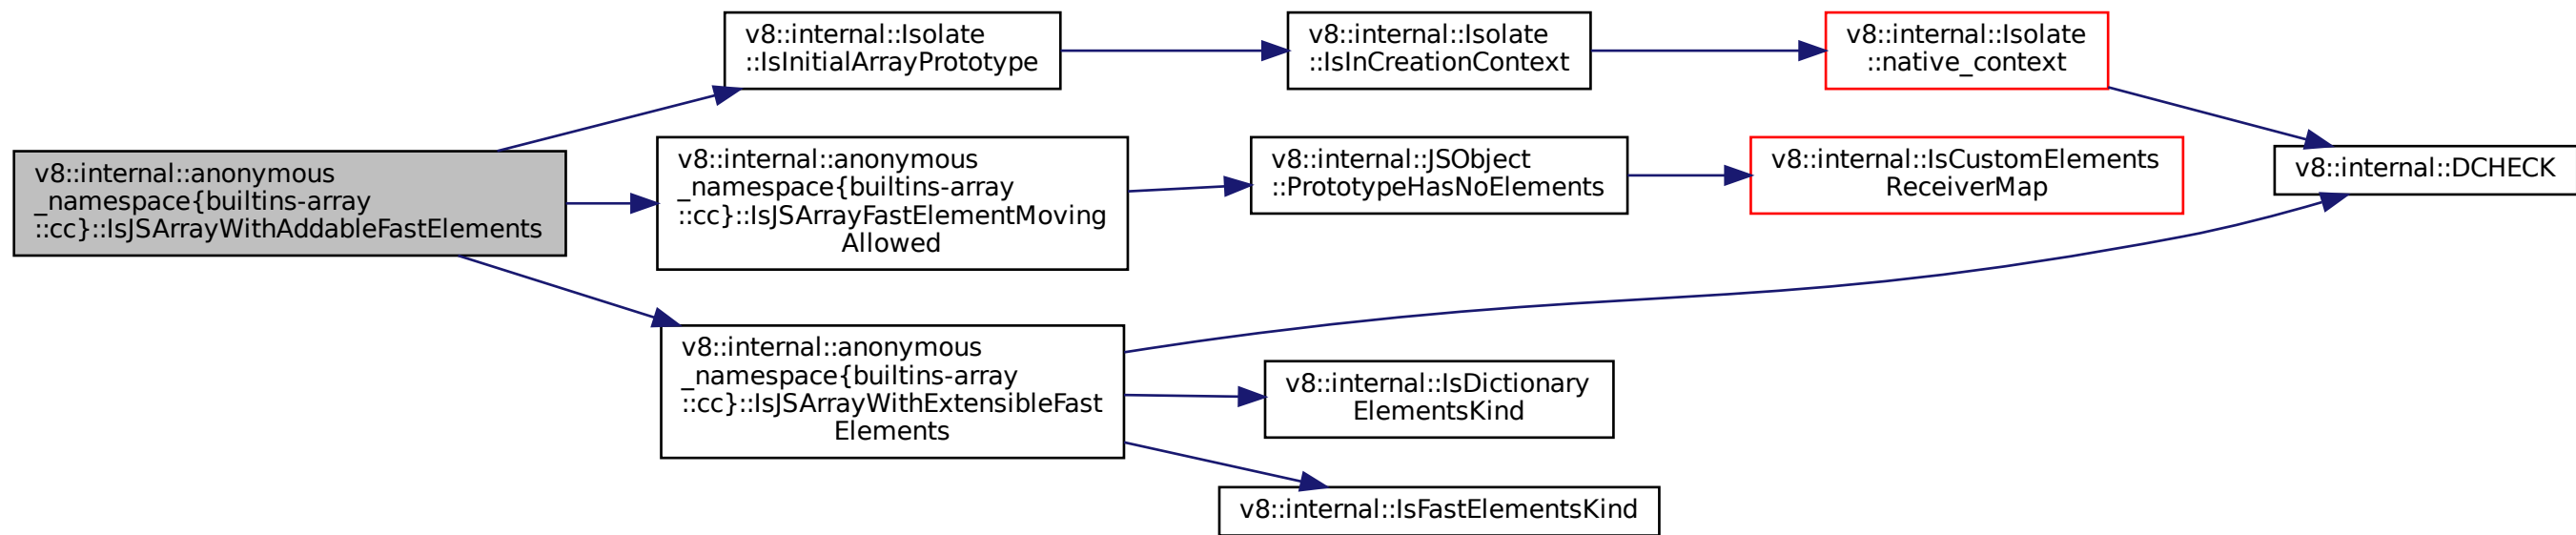 v8::internal::anonymous
_namespace{builtins-array
::cc}::IsJSArrayWithAddableFastElements
v8::internal::Isolate
::IsInitialArrayPrototype
v8::internal::Isolate
::IsInCreationContext
v8::internal::Isolate
::native_context
v8::internal::DCHECK
v8::internal::anonymous
_namespace{builtins-array
::cc}::IsJSArrayFastElementMoving
Allowed
v8::internal::JSObject
::PrototypeHasNoElements
v8::internal::IsCustomElements
ReceiverMap
v8::internal::anonymous
_namespace{builtins-array
::cc}::IsJSArrayWithExtensibleFast
Elements
v8::internal::IsDictionary
ElementsKind
v8::internal::IsFastElementsKind